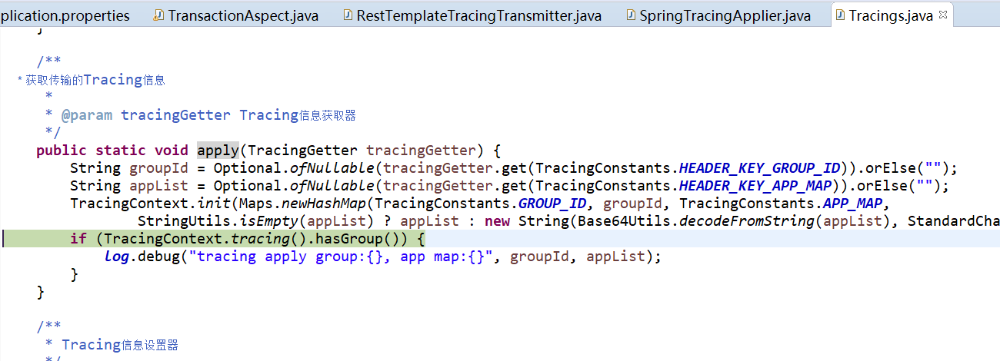 plication.properties TransactionAspect.java RestTemplateTracingTransmitter.java SpringTracingApplier.java Tracings.java
/**
* 获取传输的Tracing信息
*
* @param tracingGetter Tracing信息获取器
*/
public static void apply(TracingGetter tracingGetter) {
String groupId = Optional.ofNullable(tracingGetter.get(TracingConstants.HEADER_KEY_GROUP_ID)).orElse("");
String appList = Optional.ofNullable(tracingGetter.get(TracingConstants.HEADER_KEY_APP_MAP)).orElse("");
TracingContext.init(Maps.newHashMap(TracingConstants.GROUP_ID, groupId, TracingConstants.APP_MAP,
StringUtils.isEmpty(appList) ? appList : new String(Base64Utils.decodeFromString(appList), StandardCha
if (TracingContext.tracing().hasGroup()) {
log.debug("tracing apply group:{}, app map:{}", groupId, appList);
}
}
/**
* Tracing信息设置器
*/